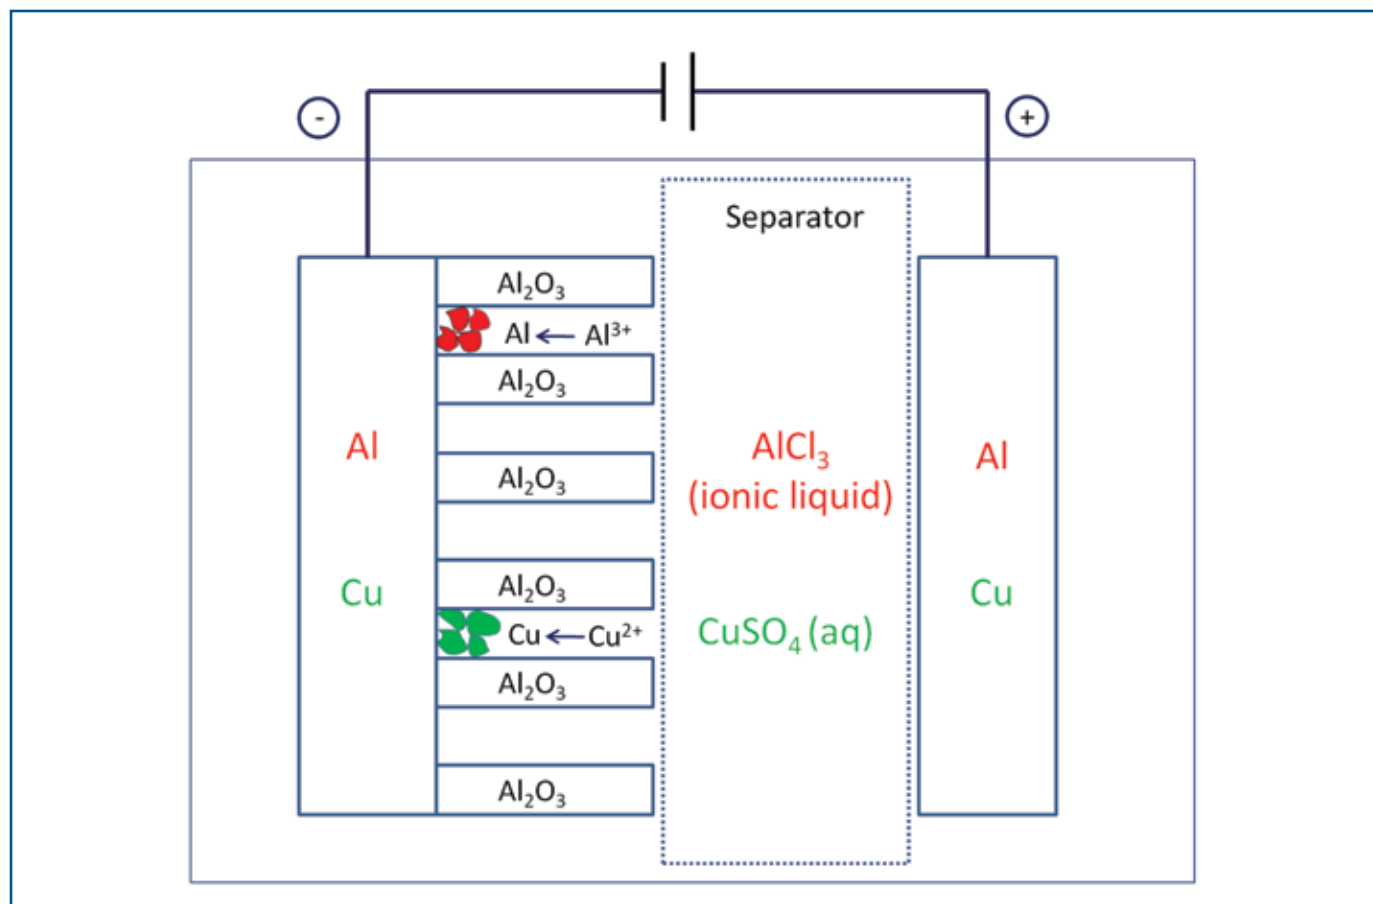 -
+
Separator
Al₂O₃
Al ← Al³⁺
Al₂O₃
Al
AlCl₃
(ionic liquid)
Al
Al₂O₃
Al₂O₃
Cu
Cu ← Cu²⁺
CuSO₄ (aq)
Cu
Al₂O₃
Al₂O₃